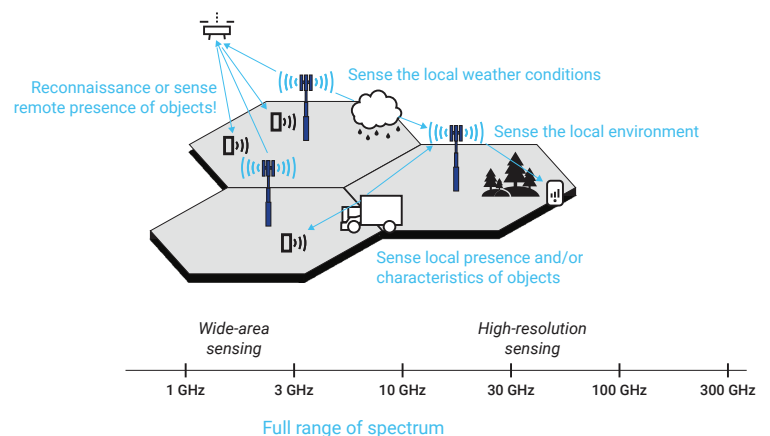 Reconnaissance or sense
remote presence of objects!
Sense the local weather conditions
Sense the local environment
Sense local presence and/or
characteristics of objects
Wide-area
sensing
High-resolution
sensing
1 GHz
3 GHz
10 GHz
30 GHz
100 GHz
300 GHz
Full range of spectrum